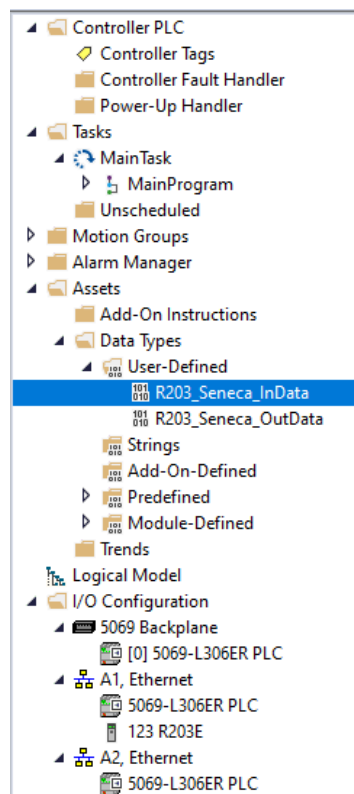 Controller PLC
Controller Tags
Controller Fault Handler
Power-Up Handler
Tasks
MainTask
MainProgram
Unscheduled
Motion Groups
Alarm Manager
Assets
Add-On Instructions
Data Types
User-Defined
R203_Seneca_InData
R203_Seneca_OutData
Strings
Add-On-Defined
Predefined
Module-Defined
Trends
Logical Model
I/O Configuration
5069 Backplane
[0] 5069-L306ER PLC
A1, Ethernet
5069-L306ER PLC
123 R203E
A2, Ethernet
5069-L306ER PLC